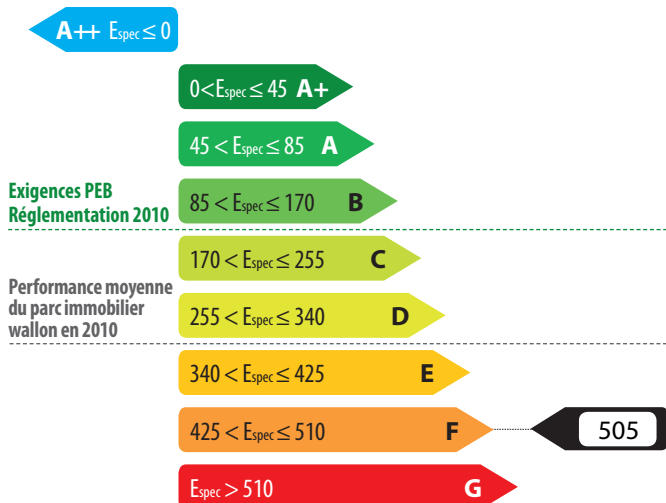 A++ Espec ≤ 0
0<Espec ≤ 45 A+
45 < Espec ≤ 85 A
Exigences PEB
Réglementation 2010
85 < Espec ≤ 170 B
170 < Espec ≤ 255 C
Performance moyenne
du parc immobilier
wallon en 2010
255 < Espec ≤ 340 D
340 < Espec ≤ 425 E
425 < Espec ≤ 510 F
505
Espec > 510 G